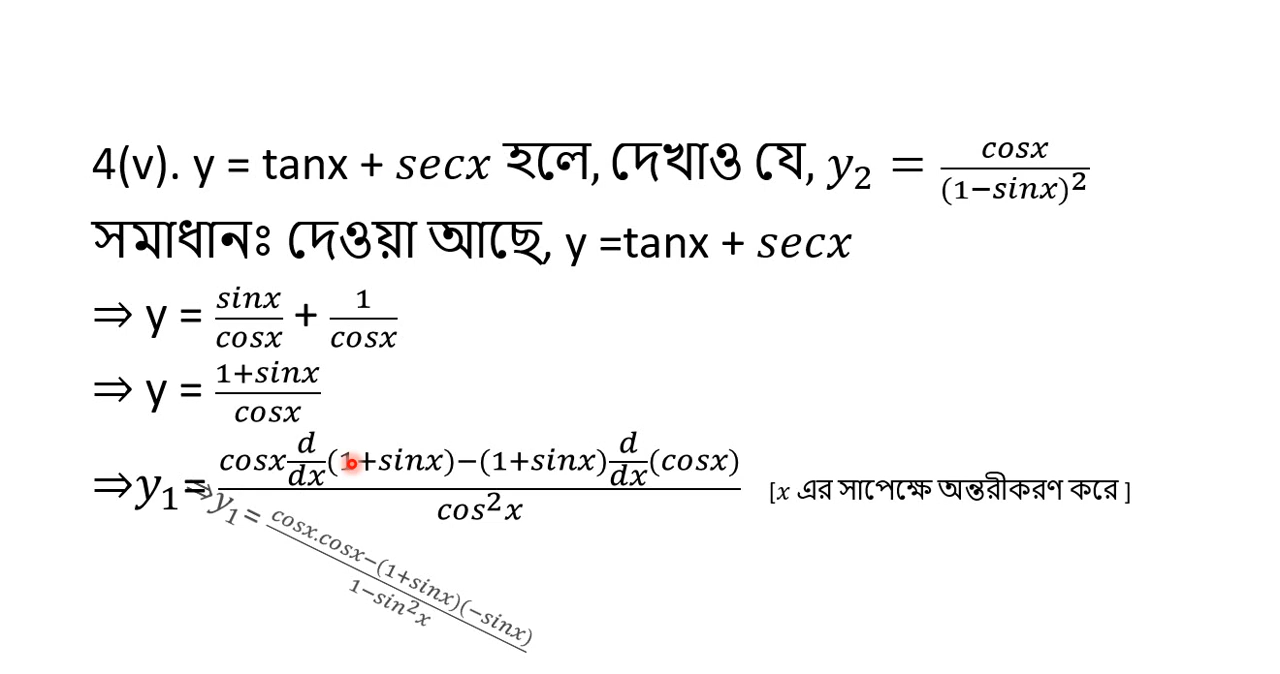 4(v). y = tanx + secx হলে, দেখাও যে, y₂ = cosx/(1−sinx)²
সমাধানঃ দেওয়া আছে, y =tanx + secx
⇒ y = sinx/cosx + 1/cosx
⇒ y = (1+sinx)/cosx
⇒y₁= (cosx d/dx(1+sinx)−(1+sinx) d/dx(cosx))/cos²x [x এর সাপেক্ষে অন্তরীকরণ করে ]
⇒y₁= (cosx.cosx−(1+sinx)(−sinx))/(1−sin²x)